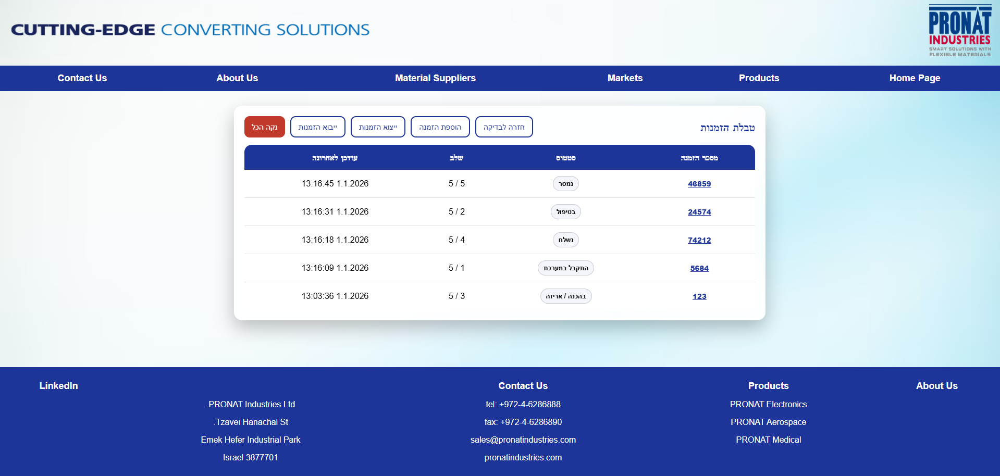 CUTTING-EDGE CONVERTING SOLUTIONS
PRONAT
INDUSTRIES
SMART SOLUTIONS WITH
FLEXIBLE MATERIALS
Home Page Products Markets Material Suppliers About Us Contact Us
טבלת הזמנות
חזרה לבדיקה הוספת הזמנה ייצוא הזמנות ייבוא הזמנות נקה הכל
מספר הזמנה סטטוס שלב עודכן לאחרונה
46859 נמסר 5 / 5 13:16:45 1.1.2026
24574 בטיפול 5 / 2 13:16:31 1.1.2026
74212 נשלח 5 / 4 13:16:18 1.1.2026
5684 התקבל במערכת 5 / 1 13:16:09 1.1.2026
123 בהכנה / אריזה 5 / 3 13:03:36 1.1.2026
About Us
Products
PRONAT Electronics
PRONAT Aerospace
PRONAT Medical
Contact Us
tel: +972-4-6286888
fax: +972-4-6286890
sales@pronatindustries.com
pronatindustries.com
.PRONAT Industries Ltd
.Tzavei Hanachal St
Emek Hefer Industrial Park
Israel 3877701
LinkedIn